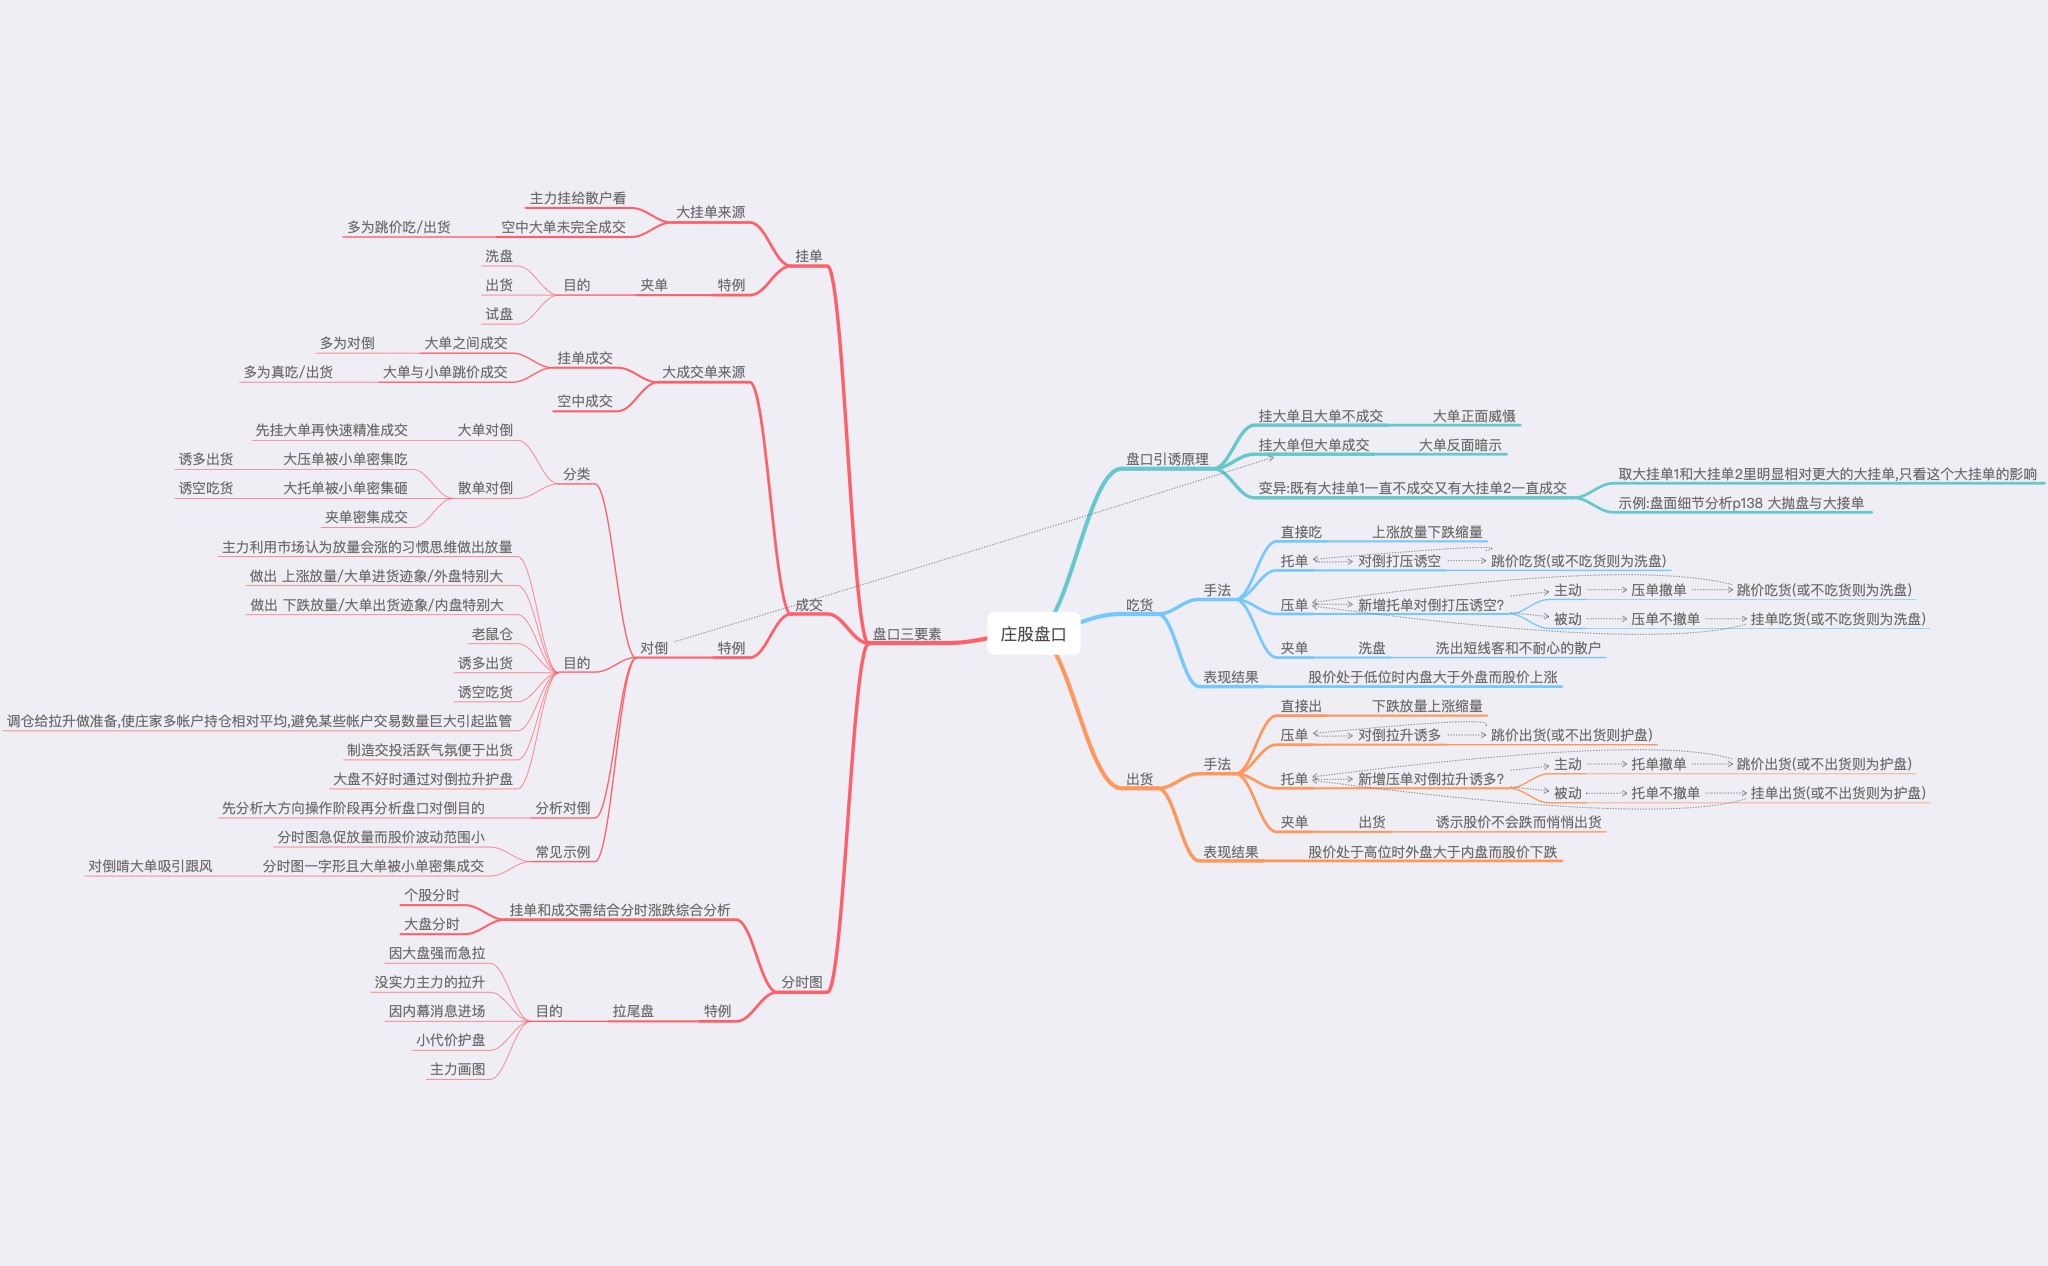 庄股盘口
盘口三要素
挂单
大挂单来源
主力挂给散户看
空中大单未完全成交
多为跳价吃/出货
特例
夹单
目的
洗盘
出货
试盘
成交
大成交单来源
挂单成交
大单之间成交
多为对倒
大单与小单跳价成交
多为真吃/出货
空中成交
特例
对倒
分类
大单对倒
先挂大单再快速精准成交
散单对倒
大压单被小单密集吃
诱多出货
大托单被小单密集砸
诱空吃货
夹单密集成交
目的
主力利用市场认为放量会涨的习惯思维做出放量
做出 上涨放量/大单进货迹象/外盘特别大
做出 下跌放量/大单出货迹象/内盘特别大
老鼠仓
诱多出货
诱空吃货
调仓给拉升做准备,使庄家多帐户持仓相对平均,避免某些帐户交易数量巨大引起监管
制造交投活跃气氛便于出货
大盘不好时通过对倒拉升护盘
分析对倒
先分析大方向操作阶段再分析盘口对倒目的
常见示例
分时图急促放量而股价波动范围小
分时图一字形且大单被小单密集成交
对倒啃大单吸引跟风
分时图
挂单和成交需结合分时涨跌综合分析
个股分时
大盘分时
特例
拉尾盘
目的
因大盘强而急拉
没实力主力的拉升
因内幕消息进场
小代价护盘
主力画图
盘口引诱原理
挂大单且大单不成交
大单正面威慑
挂大单但大单成交
大单反面暗示
变异:既有大挂单1一直不成交又有大挂单2一直成交
取大挂单1和大挂单2里明显相对更大的大挂单,只看这个大挂单的影响
示例:盘面细节分析p138 大抛盘与大接单
吃货
手法
直接吃
上涨放量下跌缩量
托单
对倒打压诱空
跳价吃货(或不吃货则为洗盘)
压单
新增托单对倒打压诱空?
主动
压单撤单
跳价吃货(或不吃货则为洗盘)
被动
压单不撤单
挂单吃货(或不吃货则为洗盘)
夹单
洗盘
洗出短线客和不耐心的散户
表现结果
股价处于低位时内盘大于外盘而股价上涨
出货
手法
直接出
下跌放量上涨缩量
压单
对倒拉升诱多
跳价出货(或不出货则护盘)
托单
新增压单对倒拉升诱多?
主动
托单撤单
跳价出货(或不出货则为护盘)
被动
托单不撤单
挂单出货(或不出货则为护盘)
夹单
出货
诱示股价不会跌而悄悄出货
表现结果
股价处于高位时外盘大于内盘而股价下跌